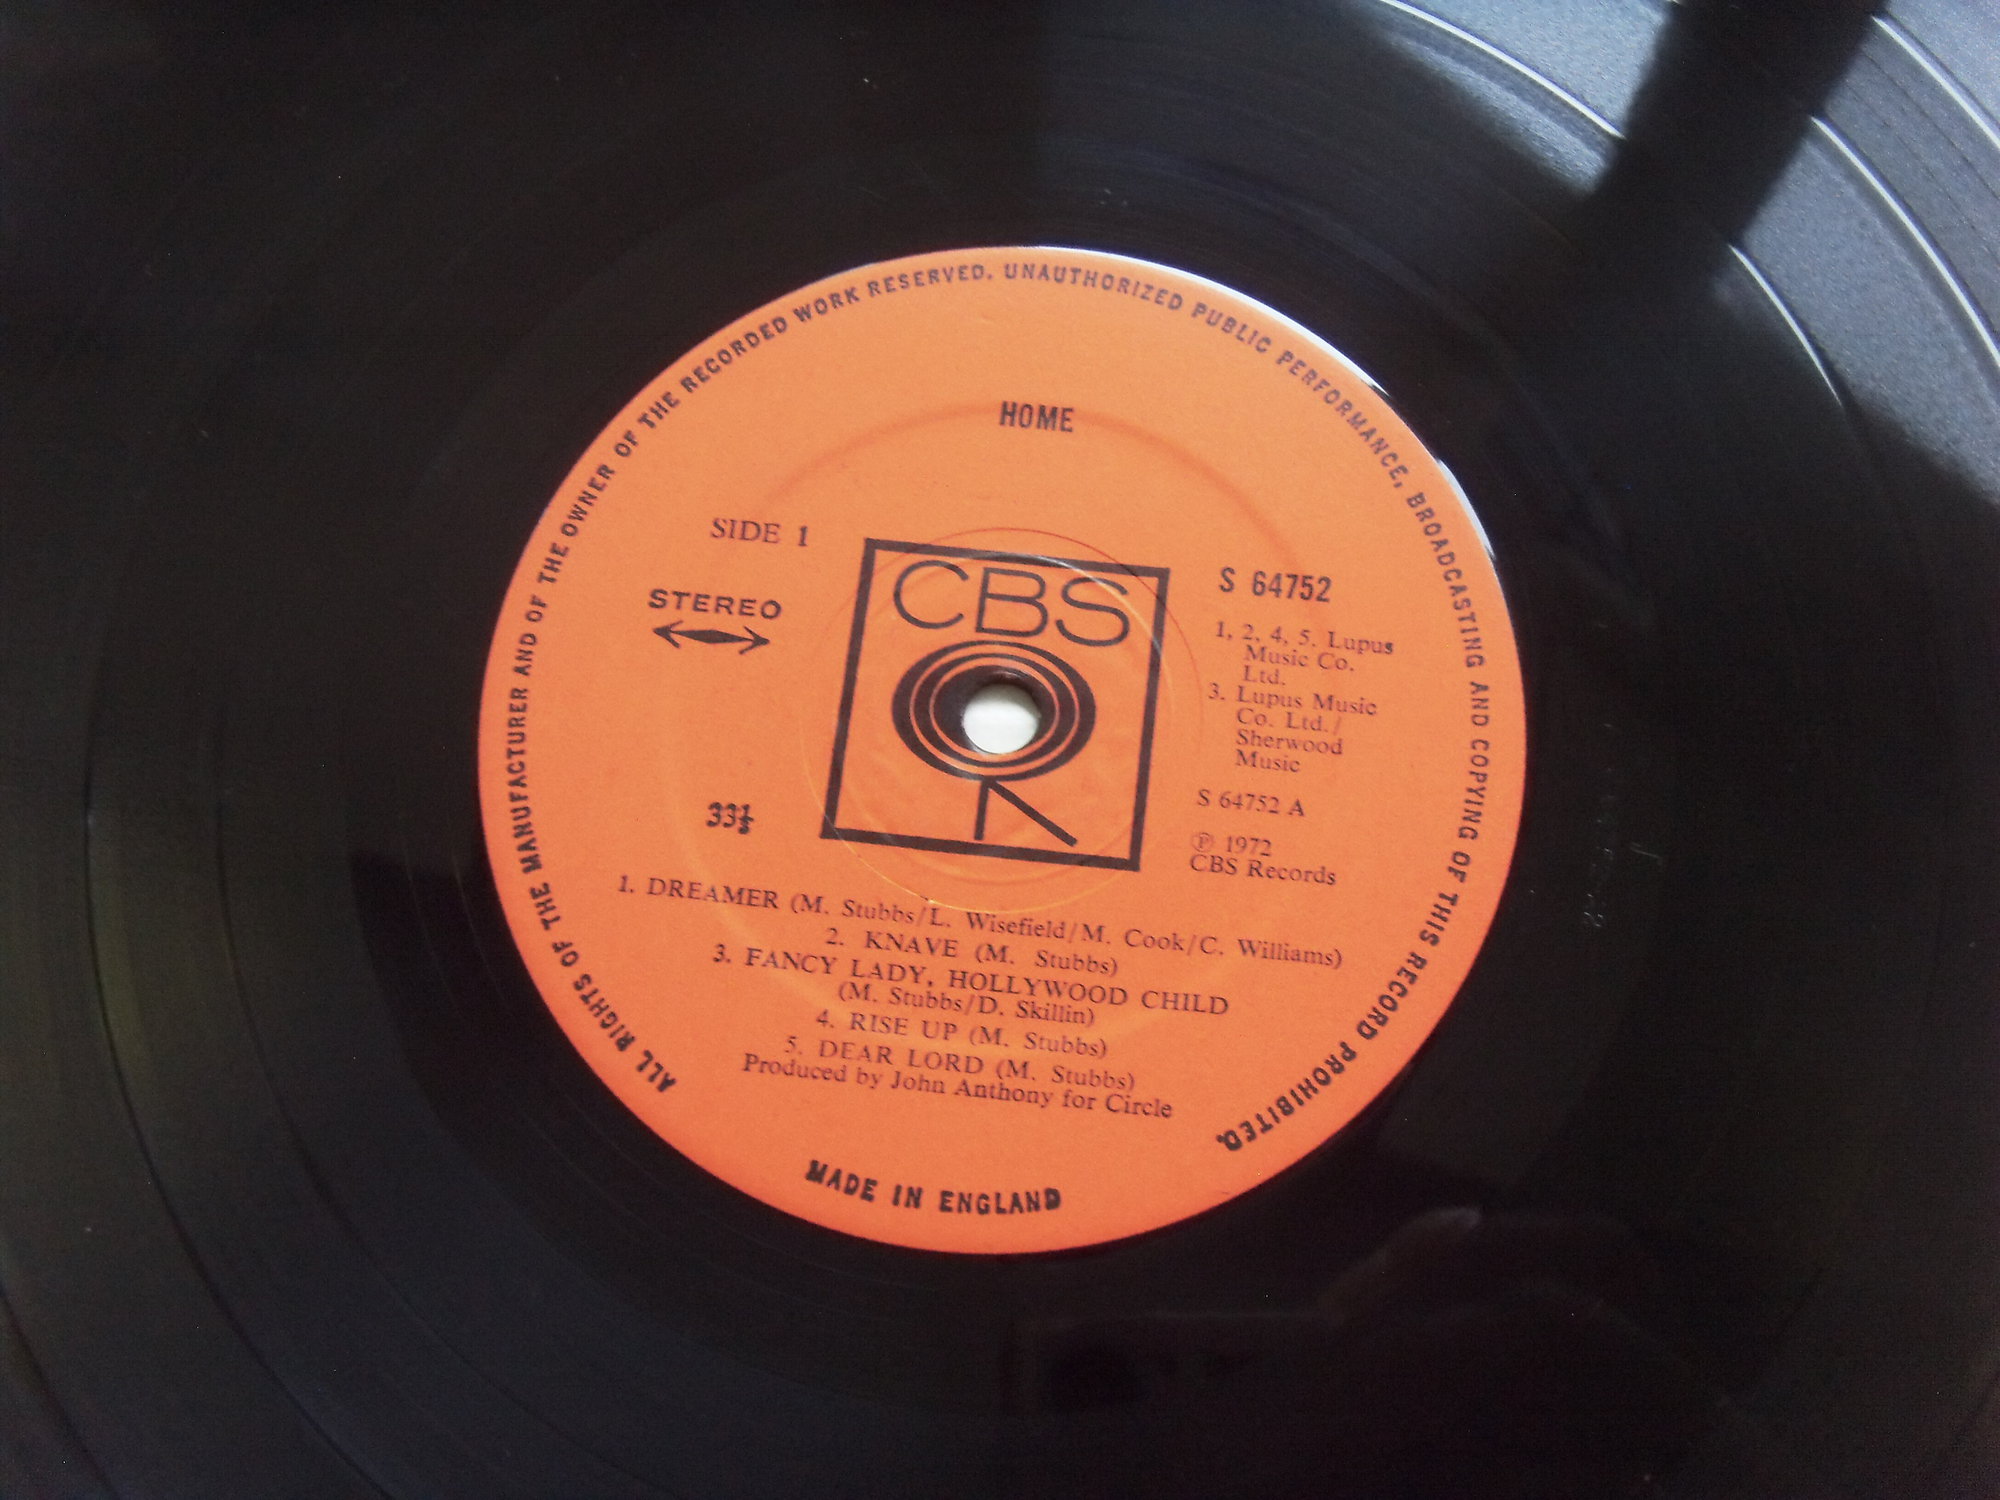 ALL RIGHTS OF THE MANUFACTURER AND OF THE OWNER OF THE RECORDED WORK RESERVED. UNAUTHORIZED PUBLIC PERFORMANCE, BROADCASTING AND COPYING OF THIS RECORD PROHIBITED.
HOME
SIDE 1
STEREO
33⅓
CBS
S 64752
1, 2, 4, 5. Lupus
Music Co.
Ltd.
3. Lupus Music
Co. Ltd./
Sherwood
Music
S 64752 A
℗ 1972
CBS Records
1. DREAMER (M. Stubbs/L. Wisefield/M. Cook/C. Williams)
2. KNAVE (M. Stubbs)
3. FANCY LADY, HOLLYWOOD CHILD
(M. Stubbs/D. Skillin)
4. RISE UP (M. Stubbs)
5. DEAR LORD (M. Stubbs)
Produced by John Anthony for Circle
MADE IN ENGLAND